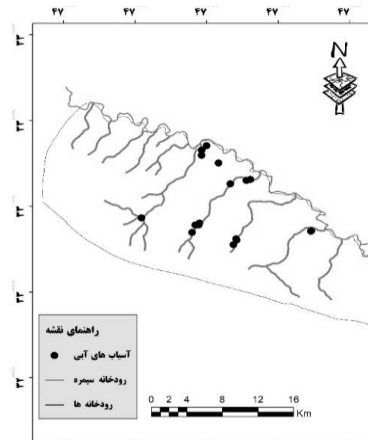 ۴۷ ۴۷ ۴۷ ۴۷ ۴۷
N
۳۳
۳۳
۳۳
۳۳
۳۲
راهنمای نقشه
آسیاب های آبی
رودخانه سیمره
رودخانه ها
0 2 4 8 12 16
Km